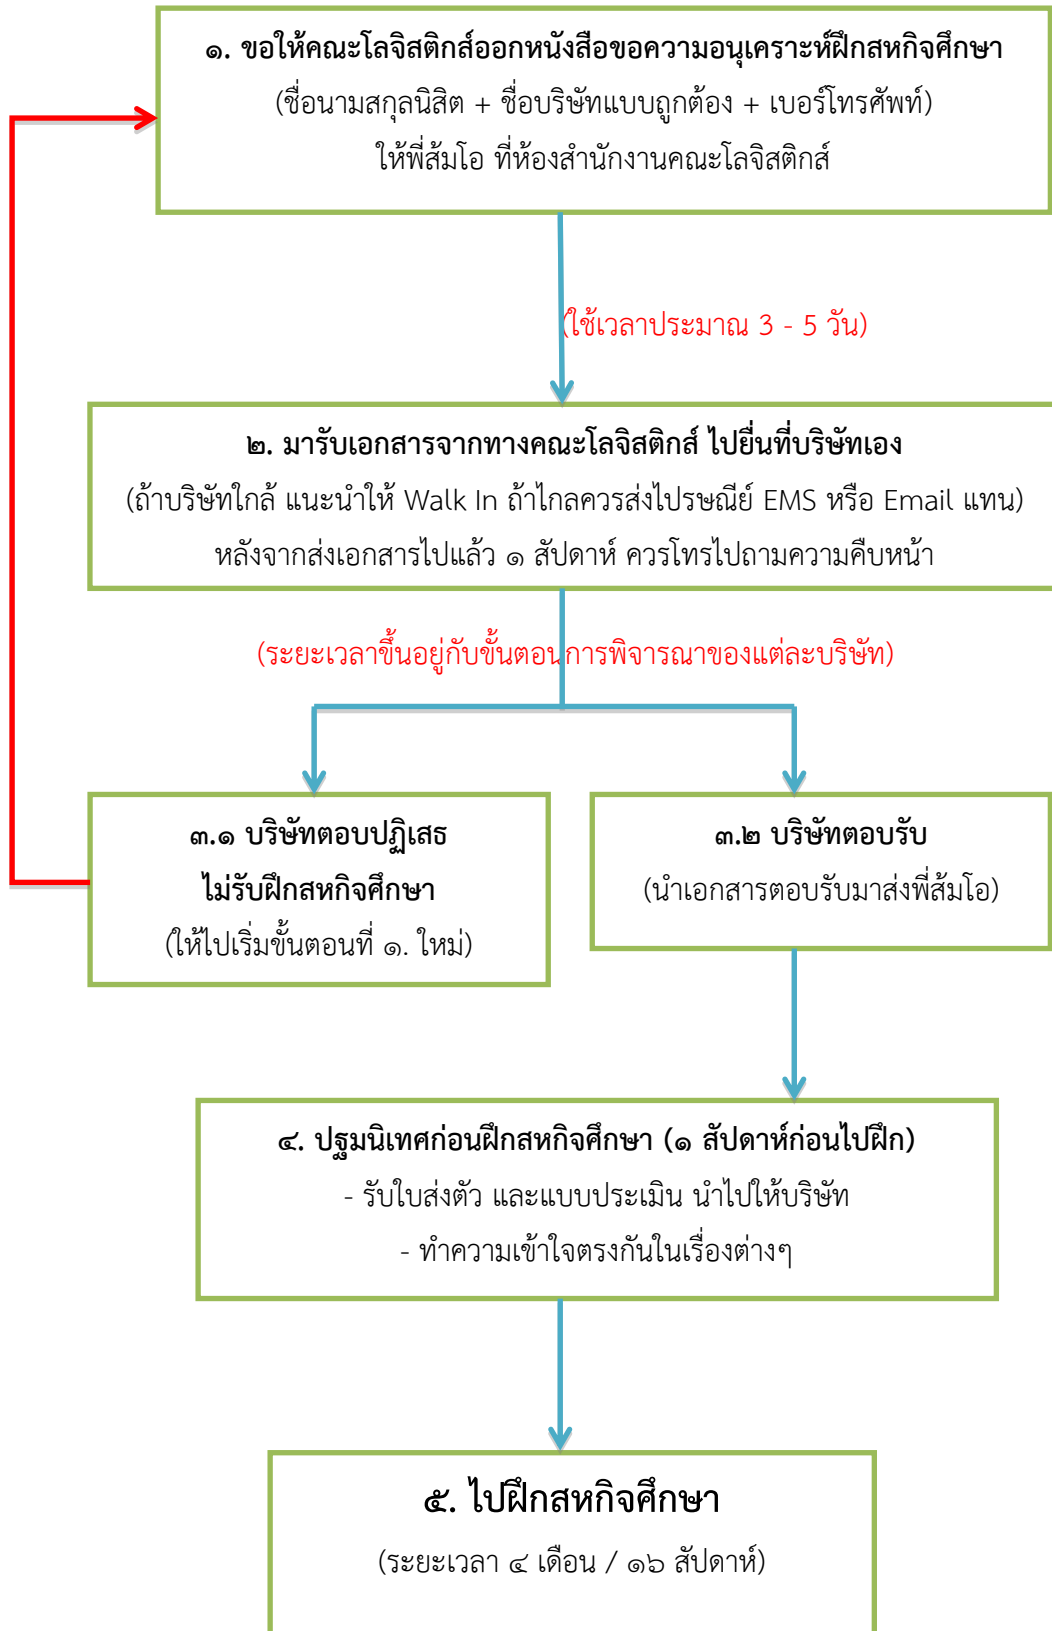 ๑. ขอให้คณะโลจิสติกส์ออกหนังสือขอความอนุเคราะห์ฝึกสหกิจศึกษา
(ชื่อนามสกุลนิสิต + ชื่อบริษัทแบบถูกต้อง + เบอร์โทรศัพท์)
ให้พี่ส้มโอ ที่ห้องสำนักงานคณะโลจิสติกส์
(ใช้เวลาประมาณ 3 - 5 วัน)
๒. มารับเอกสารจากทางคณะโลจิสติกส์ ไปยื่นที่บริษัทเอง
(ถ้าบริษัทใกล้ แนะนำให้ Walk In ถ้าไกลควรส่งไปรษณีย์ EMS หรือ Email แทน)
หลังจากส่งเอกสารไปแล้ว ๑ สัปดาห์ ควรโทรไปถามความคืบหน้า
(ระยะเวลาขึ้นอยู่กับขั้นตอนการพิจารณาของแต่ละบริษัท)
๓.๑ บริษัทตอบปฏิเสธ
ไม่รับฝึกสหกิจศึกษา
(ให้ไปเริ่มขั้นตอนที่ ๑. ใหม่)
๓.๒ บริษัทตอบรับ
(นำเอกสารตอบรับมาส่งพี่ส้มโอ)
๔. ปฐมนิเทศก่อนฝึกสหกิจศึกษา (๑ สัปดาห์ก่อนไปฝึก)
- รับใบส่งตัว และแบบประเมิน นำไปให้บริษัท
- ทำความเข้าใจตรงกันในเรื่องต่างๆ
๕. ไปฝึกสหกิจศึกษา
(ระยะเวลา ๔ เดือน / ๑๖ สัปดาห์)